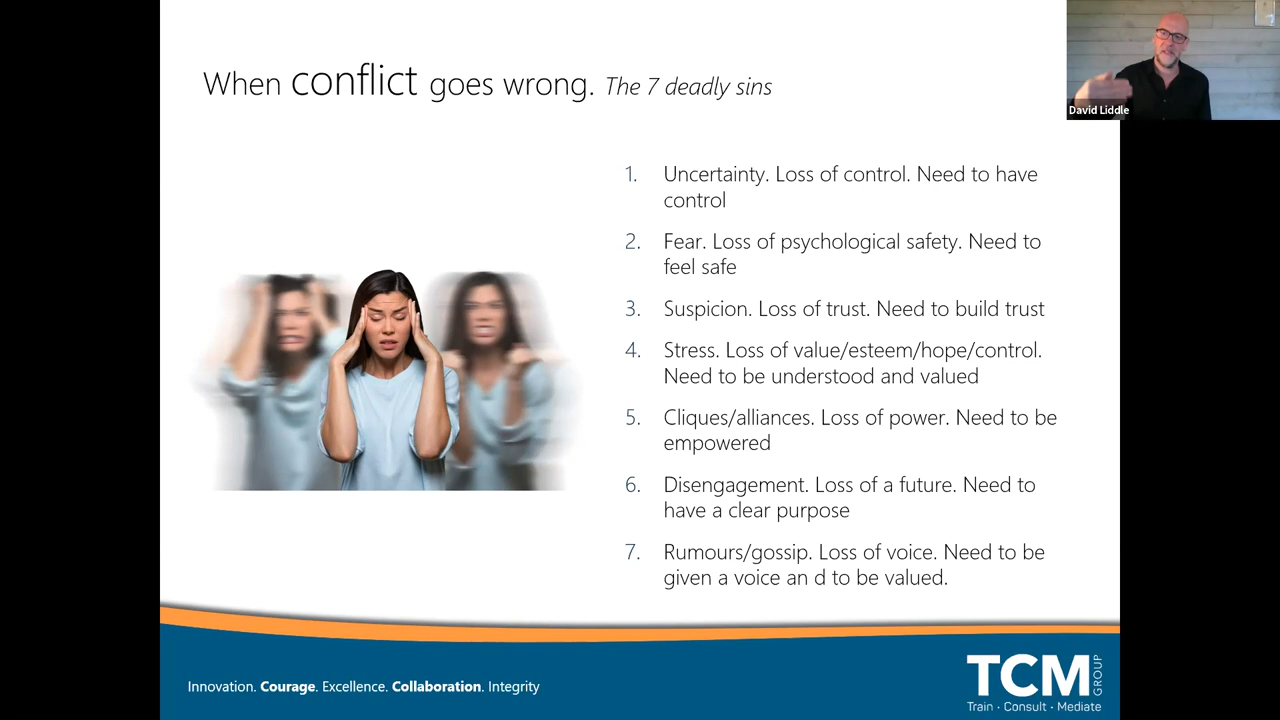 When conflict goes wrong. The 7 deadly sins
David Liddle
1. Uncertainty. Loss of control. Need to have
control
2. Fear. Loss of psychological safety. Need to
feel safe
3. Suspicion. Loss of trust. Need to build trust
4. Stress. Loss of value/esteem/hope/control.
Need to be understood and valued
5. Cliques/alliances. Loss of power. Need to be
empowered
6. Disengagement. Loss of a future. Need to
have a clear purpose
7. Rumours/gossip. Loss of voice. Need to be
given a voice an d to be valued.
Innovation. Courage. Excellence. Collaboration. Integrity
TCM GROUP
Train · Consult · Mediate